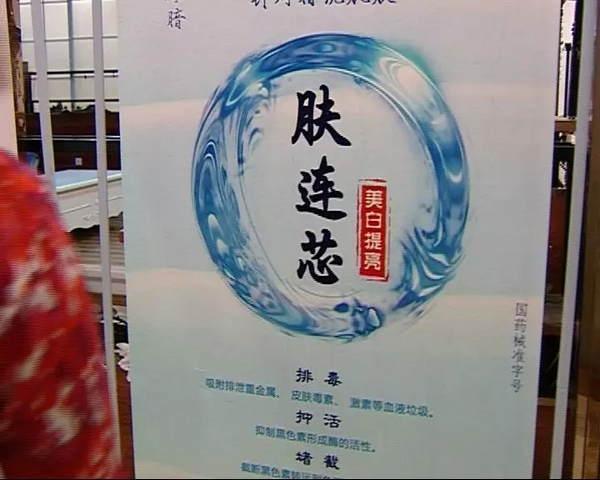 暗
肤连芯
美白提亮
国药械准字号
排毒
吸附排泄重金属、皮肤毒素、激素等血液垃圾。
抑活
抑制黑色素形成酶的活性。
堵截